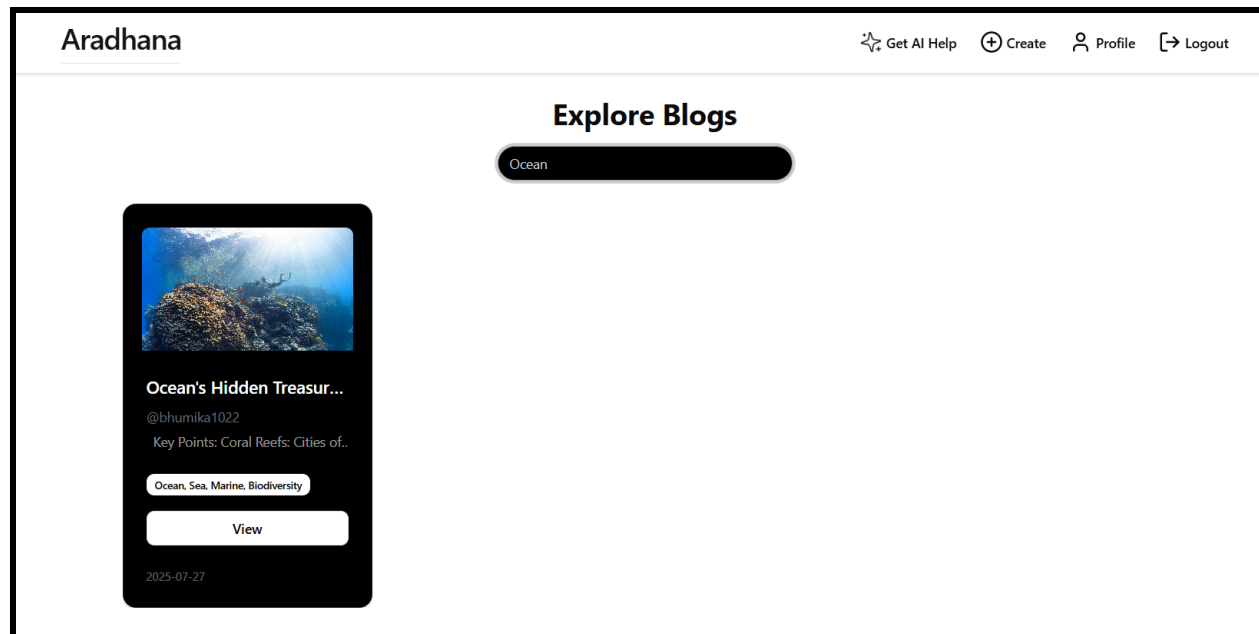 Aradhana
Get AI Help
Create
Profile
Logout
Explore Blogs
Ocean
Ocean's Hidden Treasur...
@bhumika1022
Key Points: Coral Reefs: Cities of..
Ocean, Sea, Marine, Biodiversity
View
2025-07-27